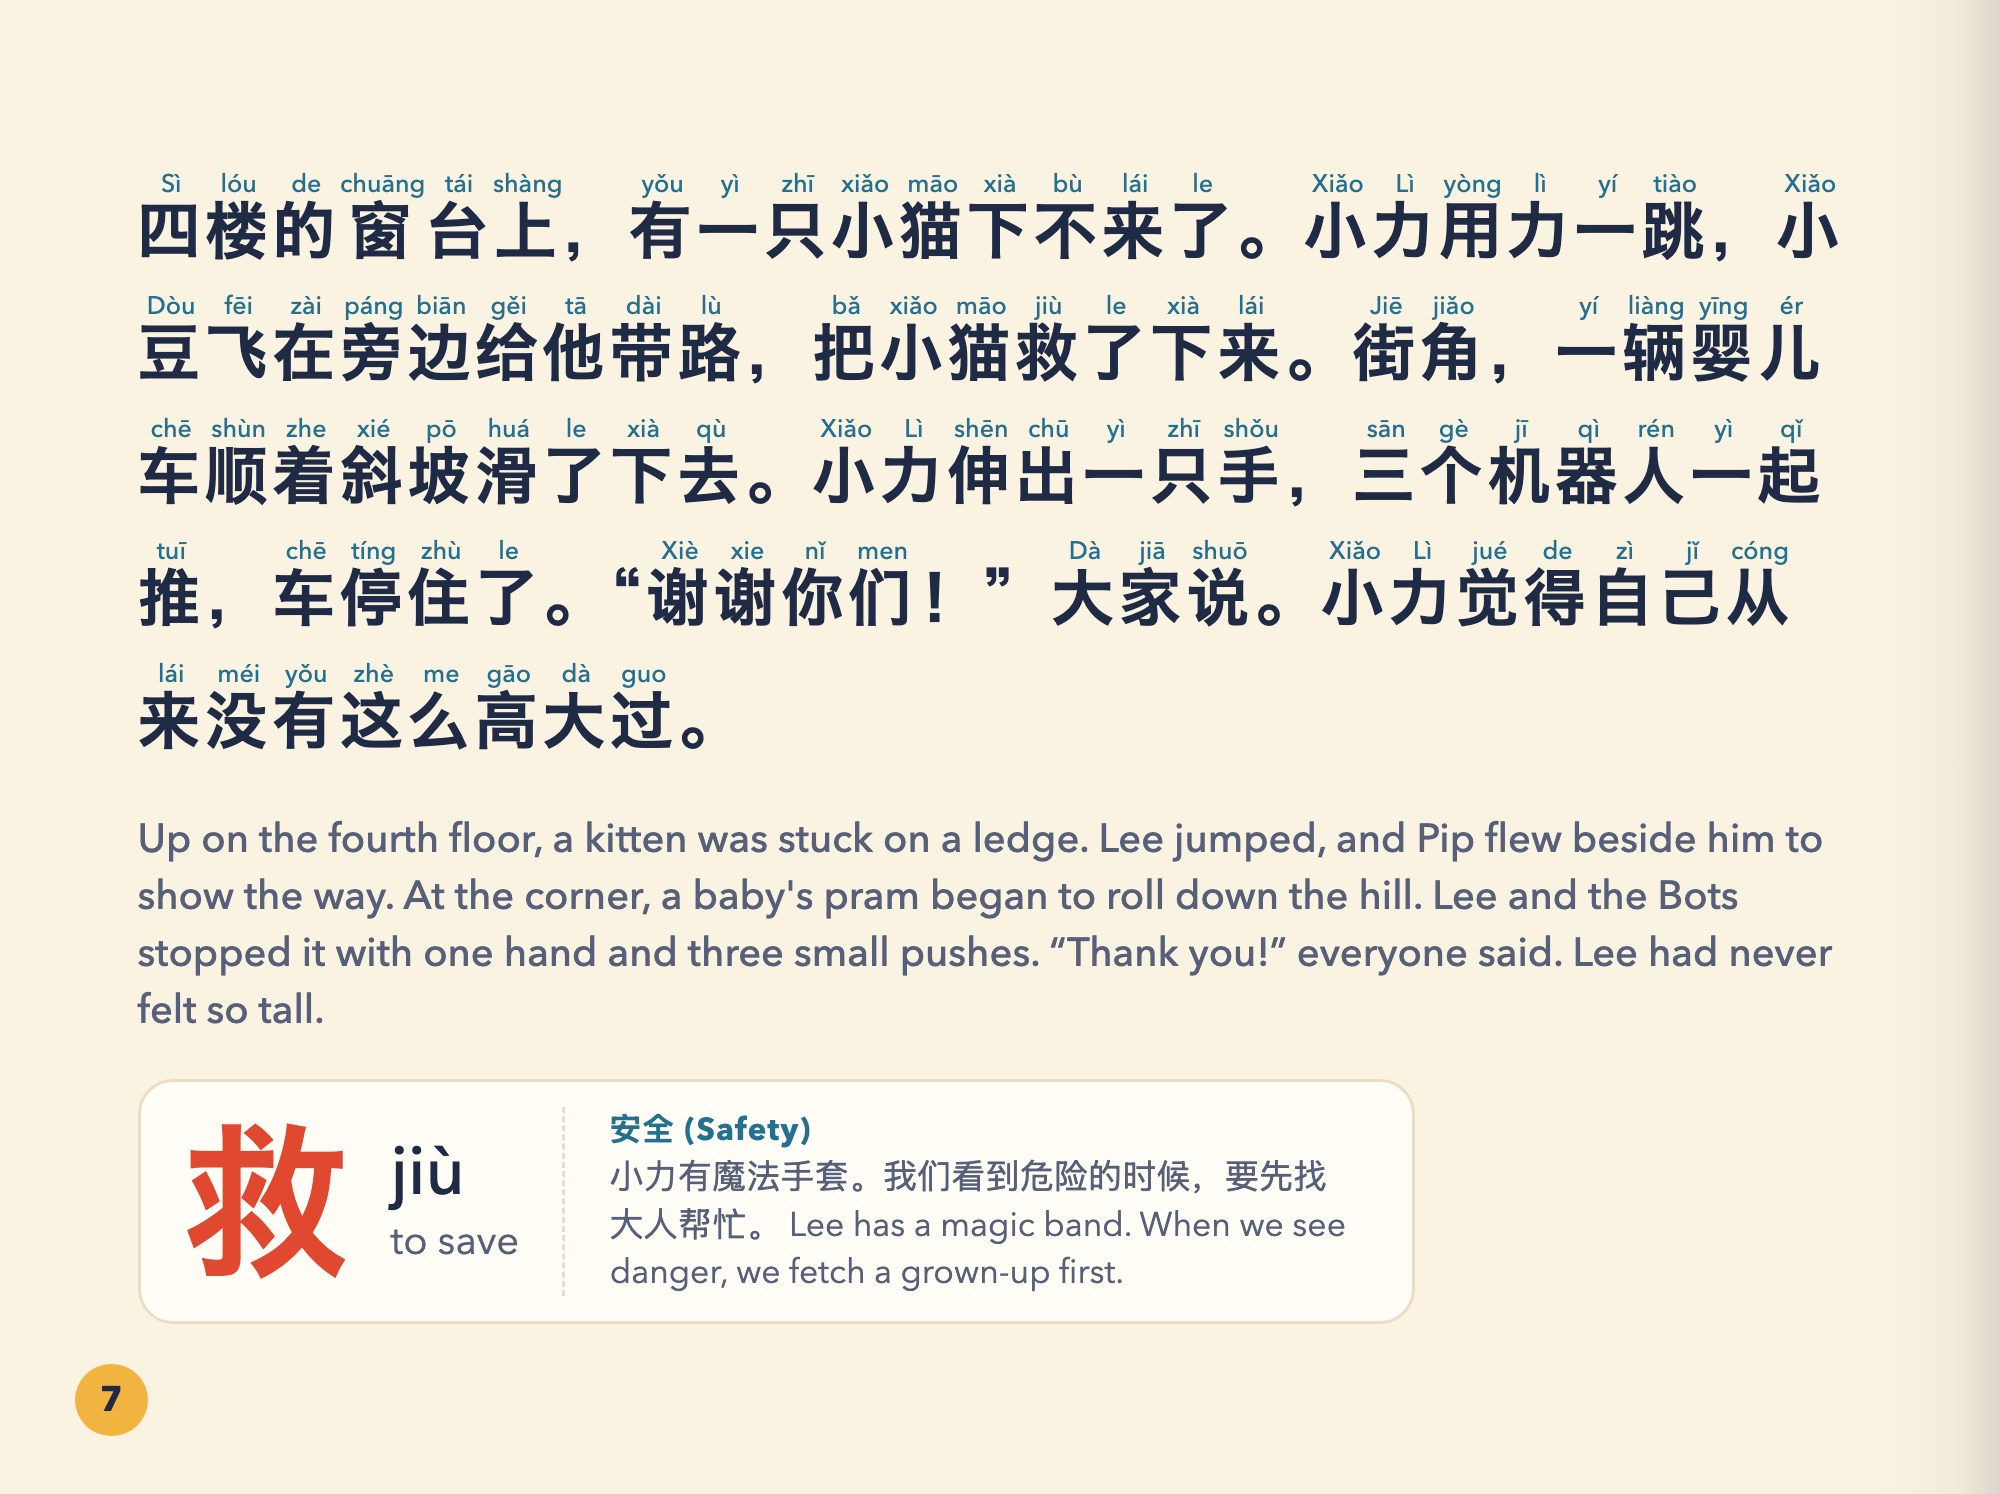 Sì lóu de chuāng tái shàng yǒu yì zhī xiǎo māo xià bù lái le Xiǎo Lì yòng lì yí tiào Xiǎo
四楼的窗台上，有一只小猫下不来了。小力用力一跳，小
Dòu fēi zài páng biān gěi tā dài lù bǎ xiǎo māo jiù le xià lái Jiē jiǎo yí liàng yīng ér
豆飞在旁边给他带路，把小猫救了下来。街角，一辆婴儿
chē shùn zhe xié pō huá le xià qù Xiǎo Lì shēn chū yì zhī shǒu sān gè jī qì rén yì qǐ
车顺着斜坡滑了下去。小力伸出一只手，三个机器人一起
tuī chē tíng zhù le Xiè xie nǐ men Dà jiā shuō Xiǎo Lì jué de zì jǐ cóng
推，车停住了。“谢谢你们！”大家说。小力觉得自己从
lái méi yǒu zhè me gāo dà guo
来没有这么高大过。
Up on the fourth floor, a kitten was stuck on a ledge. Lee jumped, and Pip flew beside him to
show the way. At the corner, a baby's pram began to roll down the hill. Lee and the Bots
stopped it with one hand and three small pushes. “Thank you!” everyone said. Lee had never
felt so tall.
救
jiù
to save
安全 (Safety)
小力有魔法手套。我们看到危险的时候，要先找
大人帮忙。 Lee has a magic band. When we see
danger, we fetch a grown-up first.
7